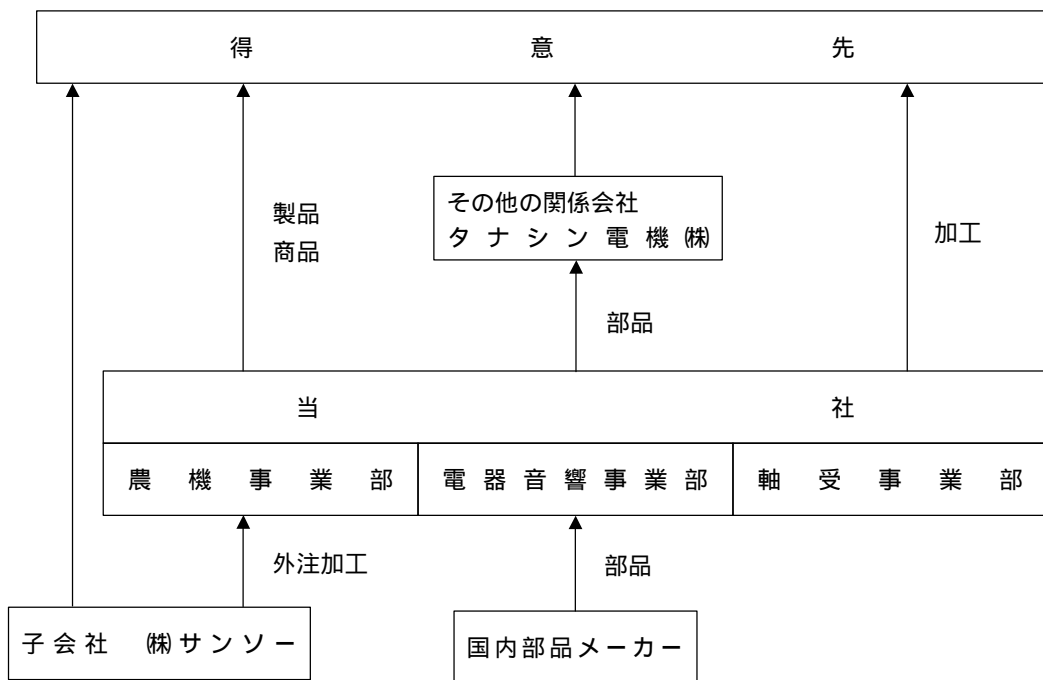 得意先
その他の関係会社
タナシン電機㈱
製品
商品
加工
部品
当社
農機事業部 電器音響事業部 軸受事業部
外注加工 部品
子会社 ㈱サンソー 国内部品メーカー